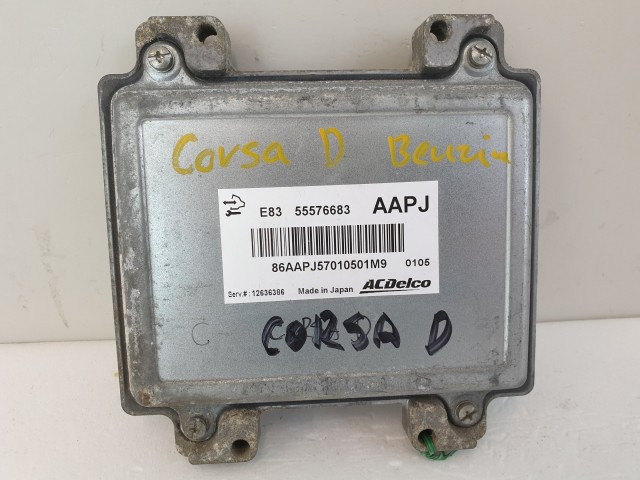 Corsa D Benzin
E83 55576683 AAPJ
86AAPJ57010501M9 0105
Serv.#: 12636386 Made in Japan ACDelco
C CORSA D